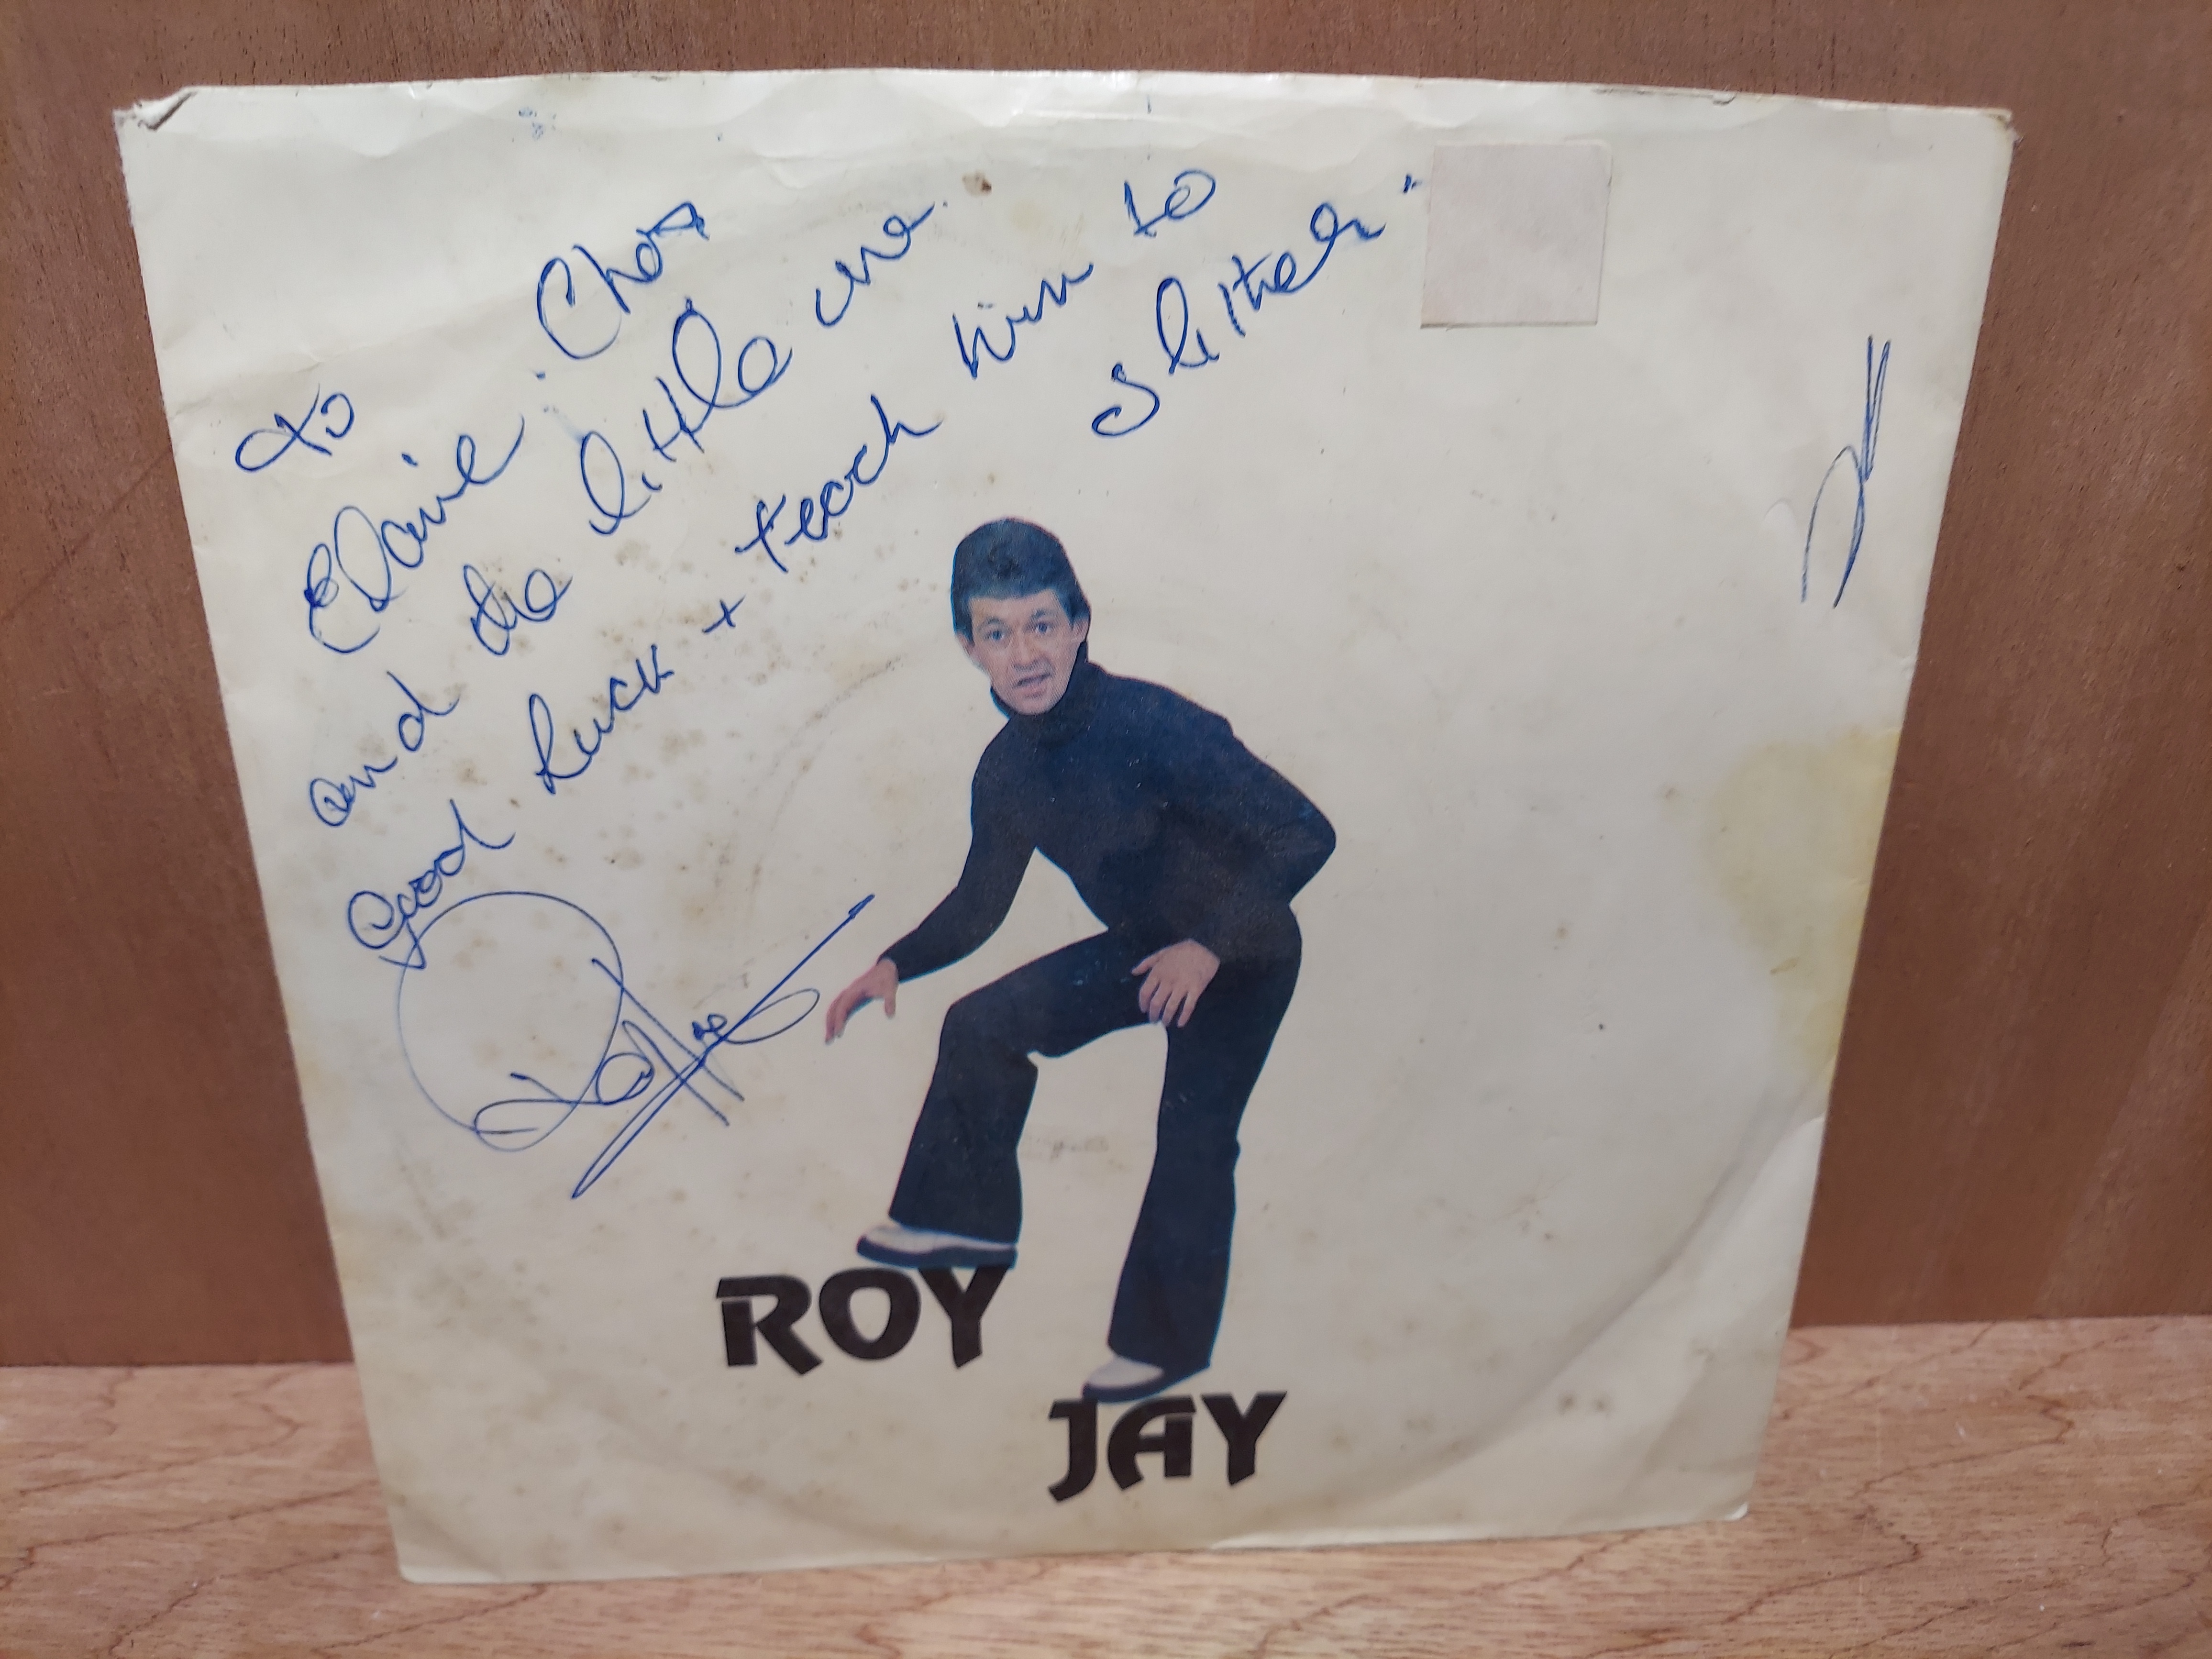 to
Elaine. Chas
and the little one.
Good Luck + teach him to
slither.
ROY
JAY